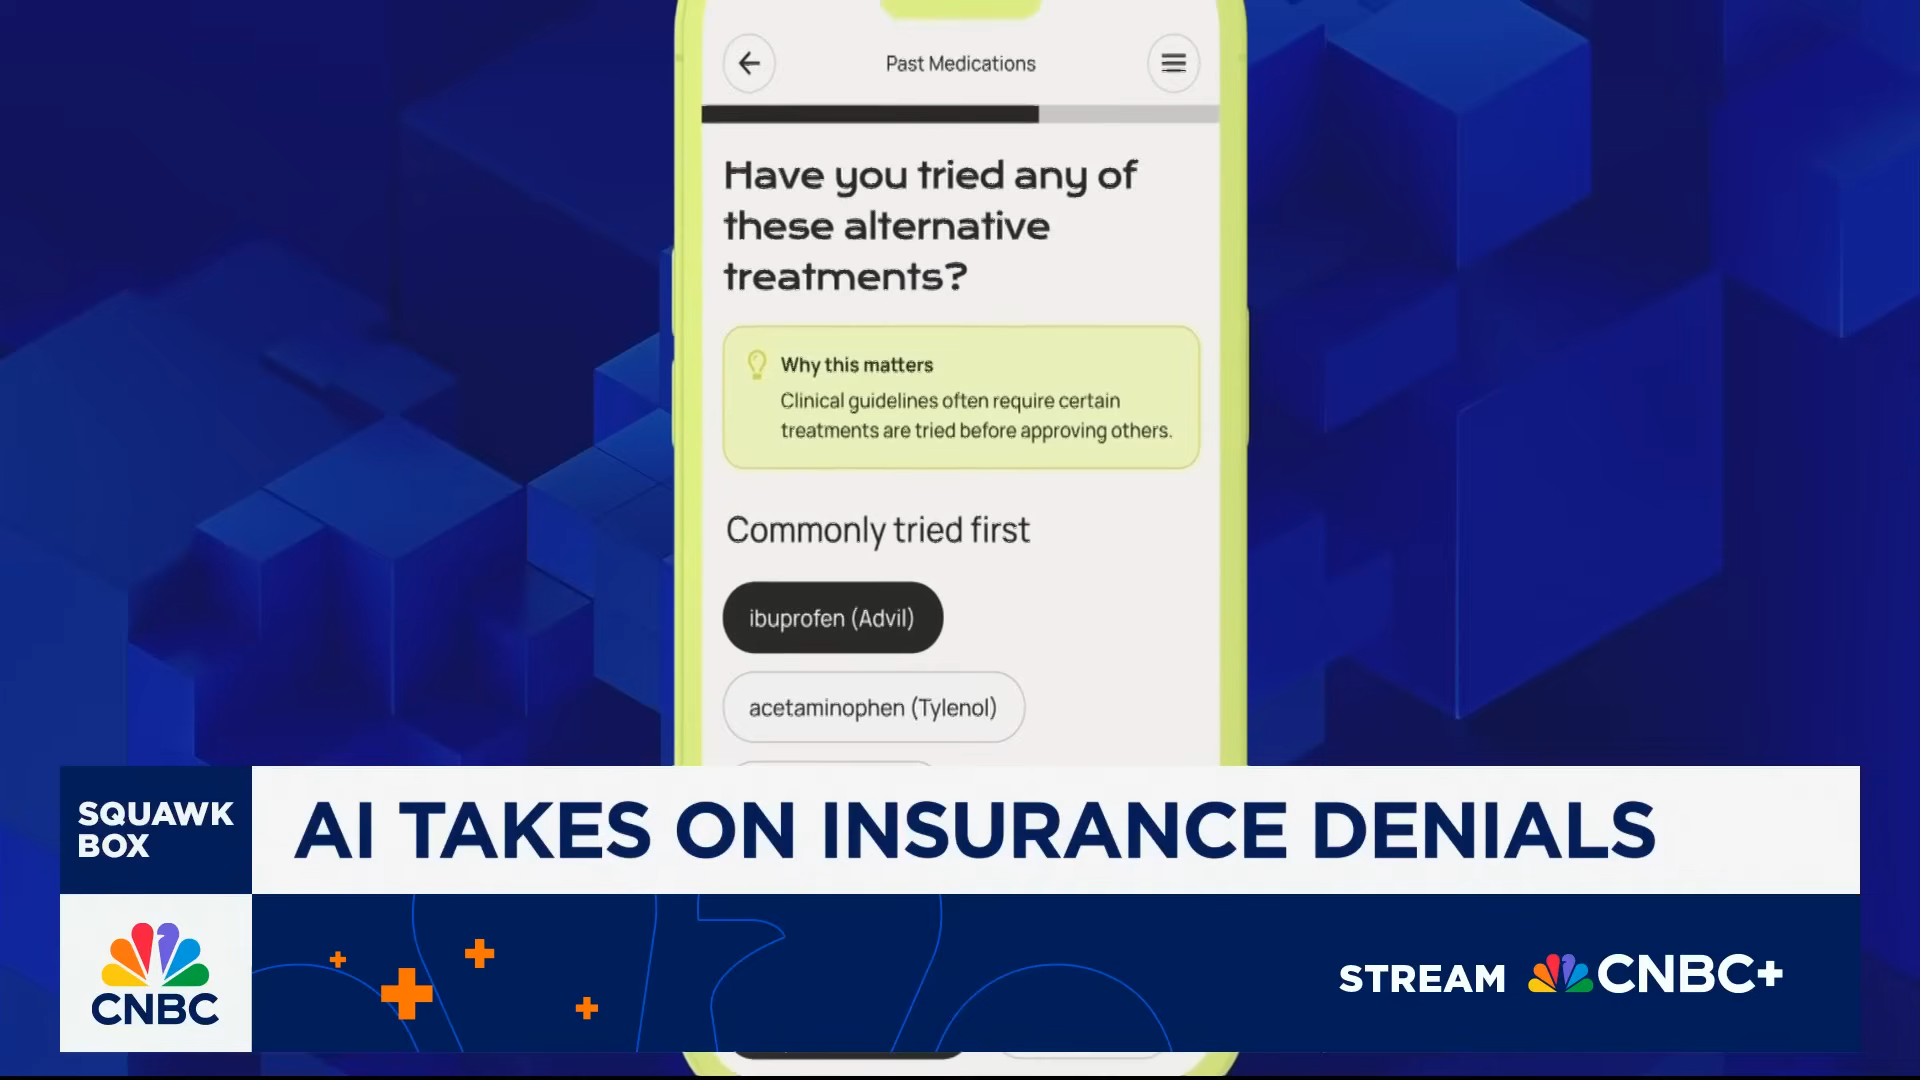 Past Medications
Have you tried any of
these alternative
treatments?
Why this matters
Clinical guidelines often require certain
treatments are tried before approving others.
Commonly tried first
ibuprofen (Advil)
acetaminophen (Tylenol)
SQUAWK
BOX
AI TAKES ON INSURANCE DENIALS
CNBC
STREAM CNBC+